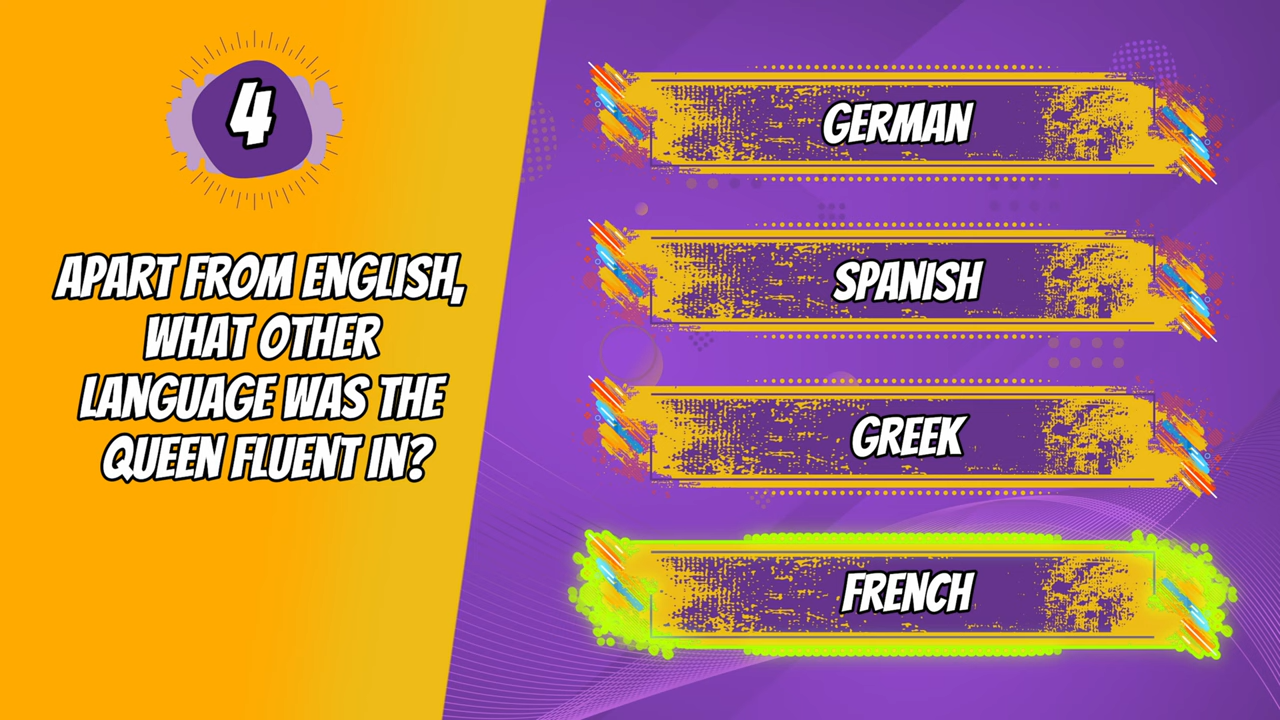 4
APART FROM ENGLISH,
WHAT OTHER
LANGUAGE WAS THE
QUEEN FLUENT IN?
GERMAN
SPANISH
GREEK
FRENCH